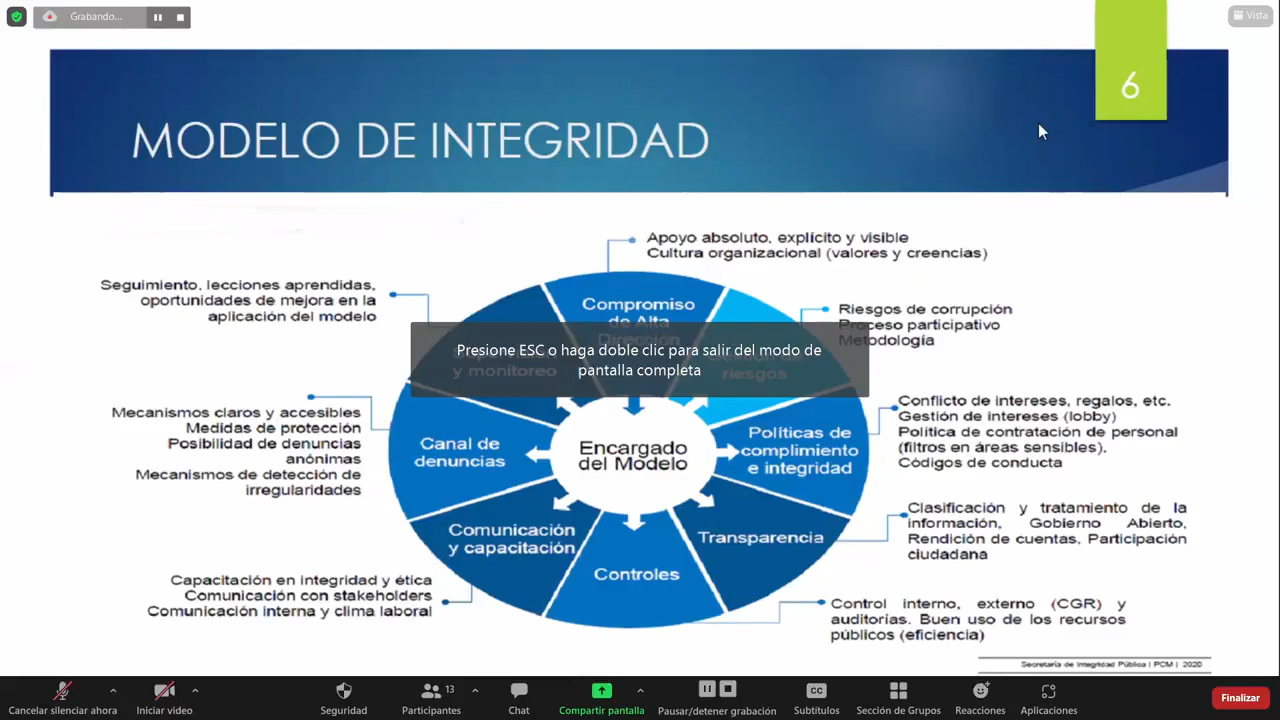 Grabando...
Vista
6
MODELO DE INTEGRIDAD
Apoyo absoluto, explícito y visible
Cultura organizacional (valores y creencias)
Seguimiento, lecciones aprendidas,
oportunidades de mejora en la
aplicación del modelo
Compromiso
de Alta
Dirección
Riesgos de corrupción
Proceso participativo
Metodología
y monitoreo
riesgos
Presione ESC o haga doble clic para salir del modo de
pantalla completa
Mecanismos claros y accesibles
Medidas de protección
Posibilidad de denuncias
anónimas
Mecanismos de detección de
irregularidades
Canal de
denuncias
Encargado
del Modelo
Políticas de
complimiento
e integridad
Conflicto de intereses, regalos, etc.
Gestión de intereses (lobby)
Política de contratación de personal
(filtros en áreas sensibles).
Códigos de conducta
Comunicación
y capacitación
Controles
Transparencia
Clasificación y tratamiento de la
información, Gobierno Abierto,
Rendición de cuentas, Participación
ciudadana
Capacitación en integridad y ética
Comunicación con stakeholders
Comunicación interna y clima laboral
Control interno, externo (CGR) y
auditorías. Buen uso de los recursos
públicos (eficiencia)
Secretaría de Integridad Pública | PCM | 2020
Cancelar silenciar ahora
Iniciar video
Seguridad
13
Participantes
Chat
Compartir pantalla
Pausar/detener grabación
CC
Subtítulos
Sección de Grupos
Reacciones
Aplicaciones
Finalizar